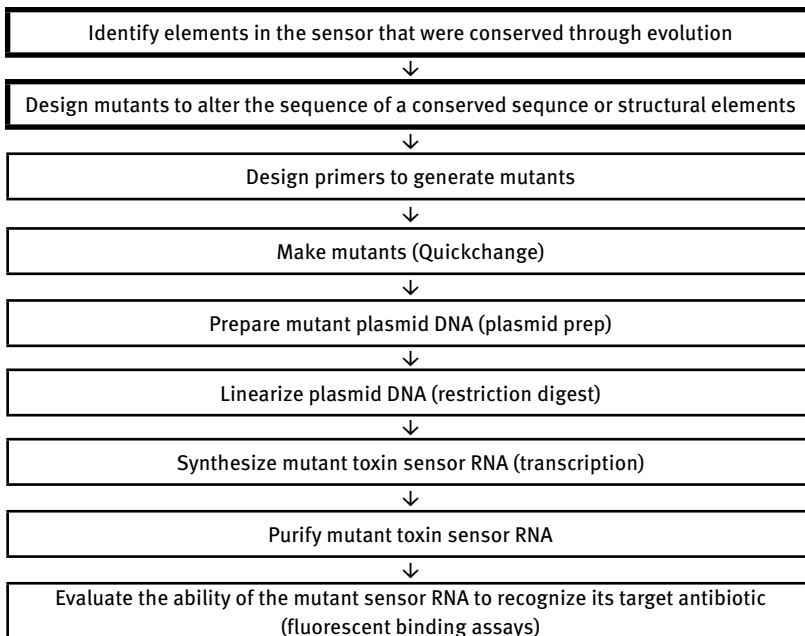 Identify elements in the sensor that were conserved through evolution
↓
Design mutants to alter the sequence of a conserved sequnce or structural elements
↓
Design primers to generate mutants
↓
Make mutants (Quickchange)
↓
Prepare mutant plasmid DNA (plasmid prep)
↓
Linearize plasmid DNA (restriction digest)
↓
Synthesize mutant toxin sensor RNA (transcription)
↓
Purify mutant toxin sensor RNA
↓
Evaluate the ability of the mutant sensor RNA to recognize its target antibiotic
(fluorescent binding assays)